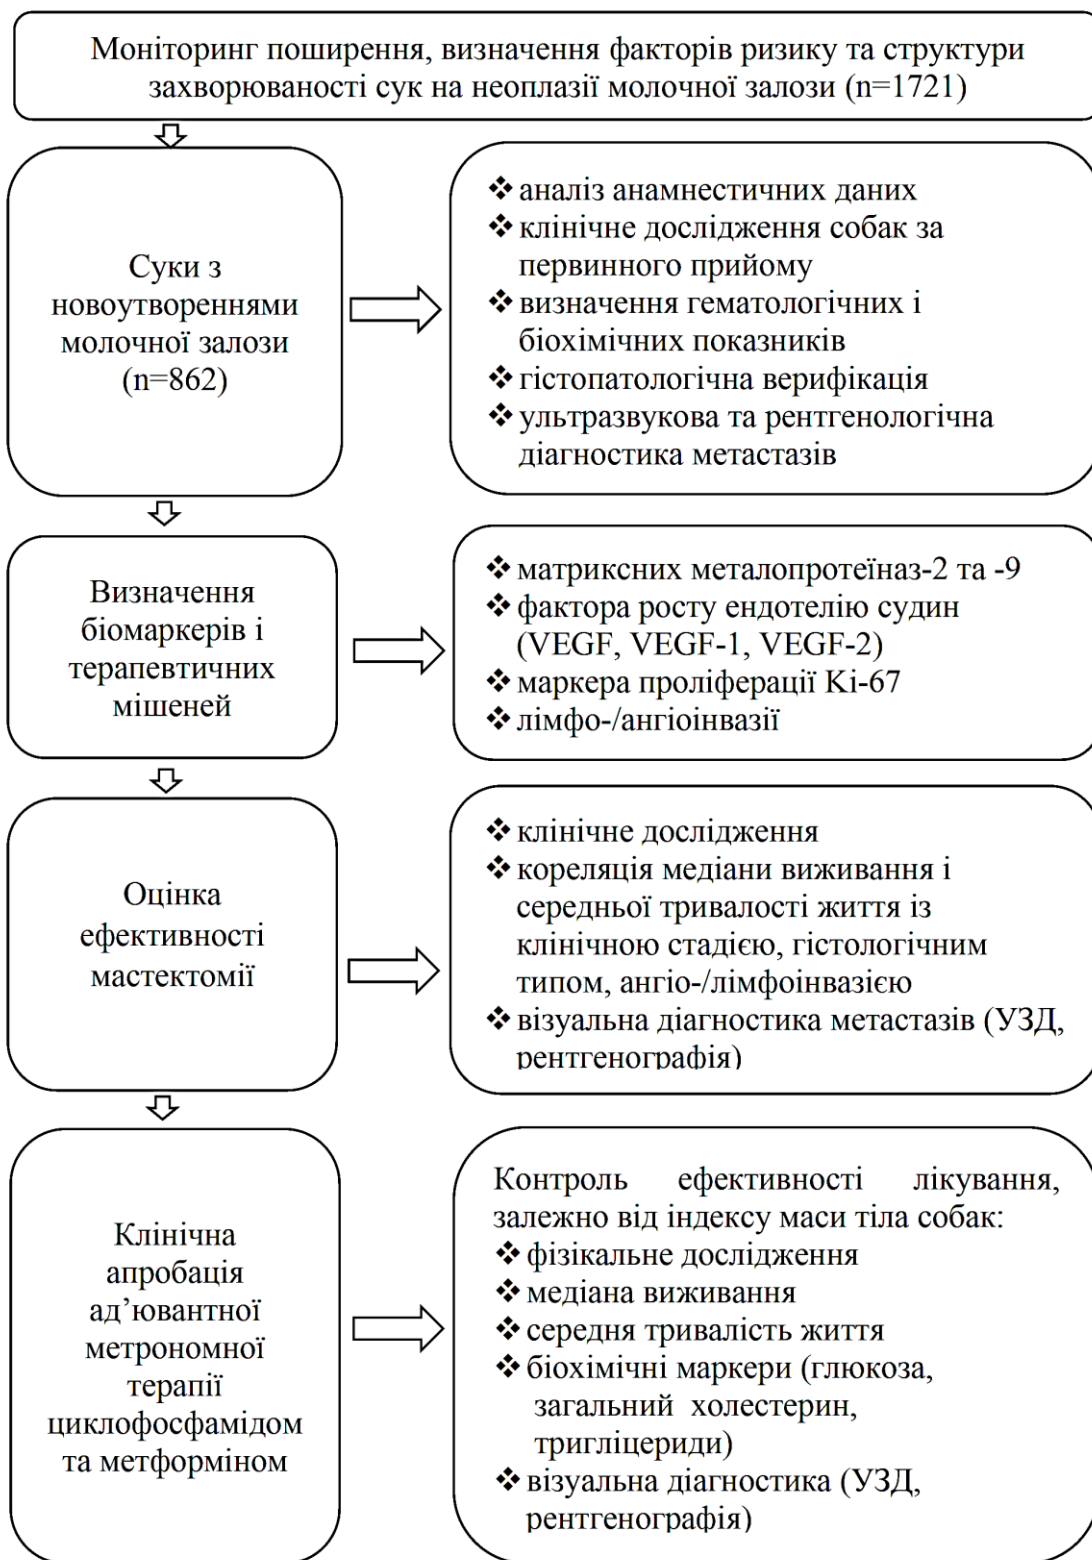 Моніторинг поширення, визначення факторів ризику та структури
захворюваності сук на неоплазії молочної залози (n=1721)
Суки з
новоутвореннями
молочної залози
(n=862)
❖ аналіз анамнестичних даних
❖ клінічне дослідження собак за
первинного прийому
❖ визначення гематологічних і
біохімічних показників
❖ гістопатологічна верифікація
❖ ультразвукова та рентгенологічна
діагностика метастазів
Визначення
біомаркерів і
терапевтичних
мішеней
❖ матриксних металопротеїназ-2 та -9
❖ фактора росту ендотелію судин
(VEGF, VEGF-1, VEGF-2)
❖ маркера проліферації Ki-67
❖ лімфо-/ангіоінвазії
Оцінка
ефективності
мастектомії
❖ клінічне дослідження
❖ кореляція медіани виживання і
середньої тривалості життя із
клінічною стадією, гістологічним
типом, ангіо-/лімфоінвазією
❖ візуальна діагностика метастазів (УЗД,
рентгенографія)
Клінічна
апробація
ад’ювантної
метрономної
терапії
циклофосфамідом
та метформіном
Контроль ефективності лікування,
залежно від індексу маси тіла собак:
❖ фізікальне дослідження
❖ медіана виживання
❖ середня тривалість життя
❖ біохімічні маркери (глюкоза,
загальний холестерин,
тригліцериди)
❖ візуальна діагностика (УЗД,
рентгенографія)